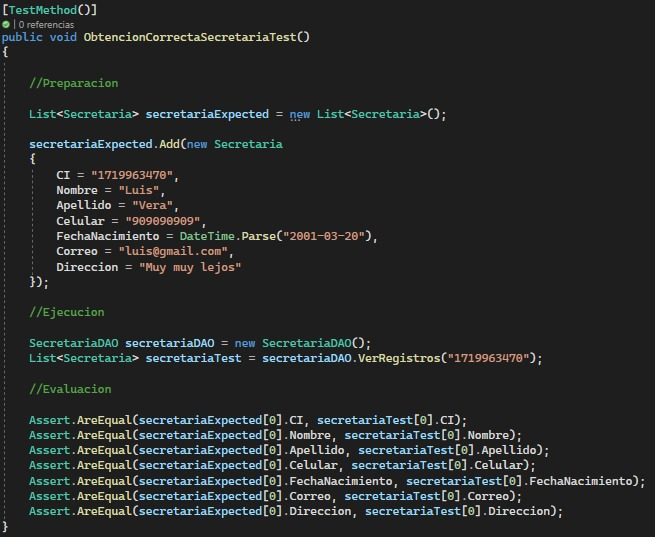 [TestMethod()]
| 0 referencias
public void ObtencionCorrectaSecretariaTest()
{
//Preparacion
List<Secretaria> secretariaExpected = new List<Secretaria>();
secretariaExpected.Add(new Secretaria
{
CI = "1719963470",
Nombre = "Luis",
Apellido = "Vera",
Celular = "909090909",
FechaNacimiento = DateTime.Parse("2001-03-20"),
Correo = "luis@gmail.com",
Direccion = "Muy muy lejos"
});
//Ejecucion
SecretariaDAO secretariaDAO = new SecretariaDAO();
List<Secretaria> secretariaTest = secretariaDAO.VerRegistros("1719963470");
//Evaluacion
Assert.AreEqual(secretariaExpected[0].CI, secretariaTest[0].CI);
Assert.AreEqual(secretariaExpected[0].Nombre, secretariaTest[0].Nombre);
Assert.AreEqual(secretariaExpected[0].Apellido, secretariaTest[0].Apellido);
Assert.AreEqual(secretariaExpected[0].Celular, secretariaTest[0].Celular);
Assert.AreEqual(secretariaExpected[0].FechaNacimiento, secretariaTest[0].FechaNacimiento);
Assert.AreEqual(secretariaExpected[0].Correo, secretariaTest[0].Correo);
Assert.AreEqual(secretariaExpected[0].Direccion, secretariaTest[0].Direccion);
}